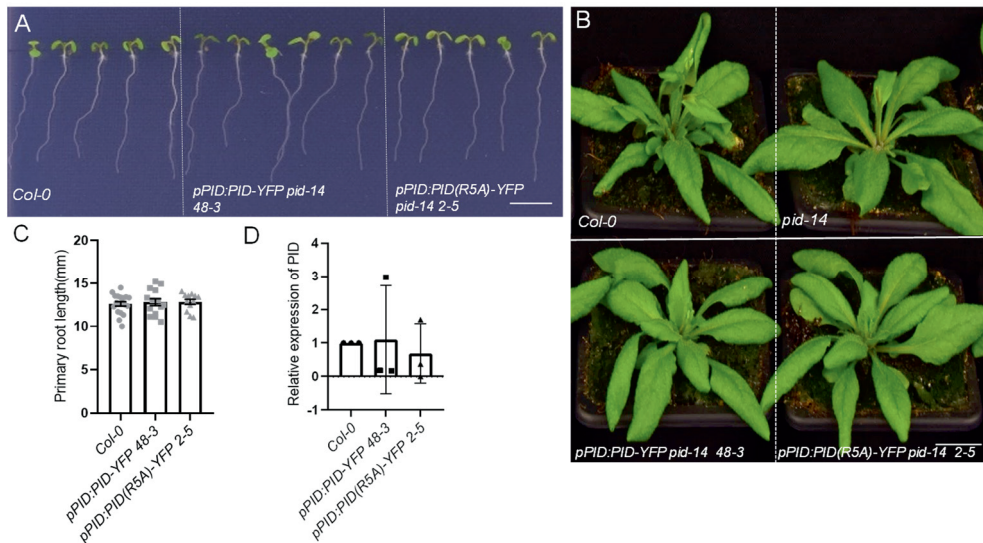 A
Col-0
pPID:PID-YFP pid-14
48-3
pPID:PID(R5A)-YFP
pid-14 2-5
B
Col-0
pid-14
pPID:PID-YFP pid-14 48-3
pPID:PID(R5A)-YFP pid-14 2-5
C
Primary root length(mm)
20
15
10
5
0
Col-0
pPID:PID-YFP 48-3
pPID:PID(R5A)-YFP 2-5
D
Relative expression of PID
4
3
2
1
0
-1
Col-0
pPID:PID-YFP 48-3
pPID:PID(R5A)-YFP 2-5